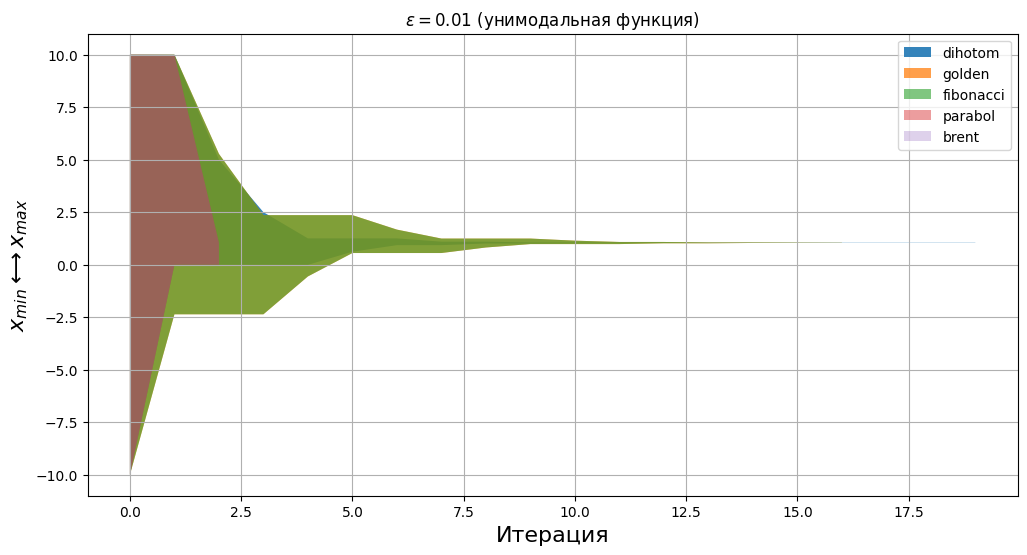 ε = 0.01 (унимодальная функция)
dihotom
golden
fibonacci
parabol
brent
10.0
7.5
5.0
2.5
0.0
−2.5
−5.0
−7.5
−10.0
x_min ⟷ x_max
0.0 2.5 5.0 7.5 10.0 12.5 15.0 17.5
Итерация